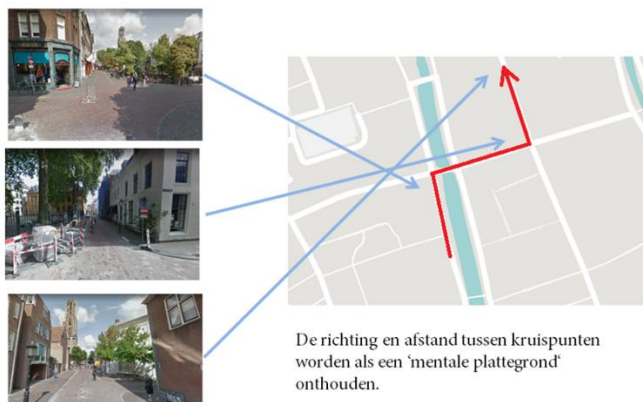 De richting en afstand tussen kruispunten
worden als een ‘mentale plattegrond‘
onthouden.